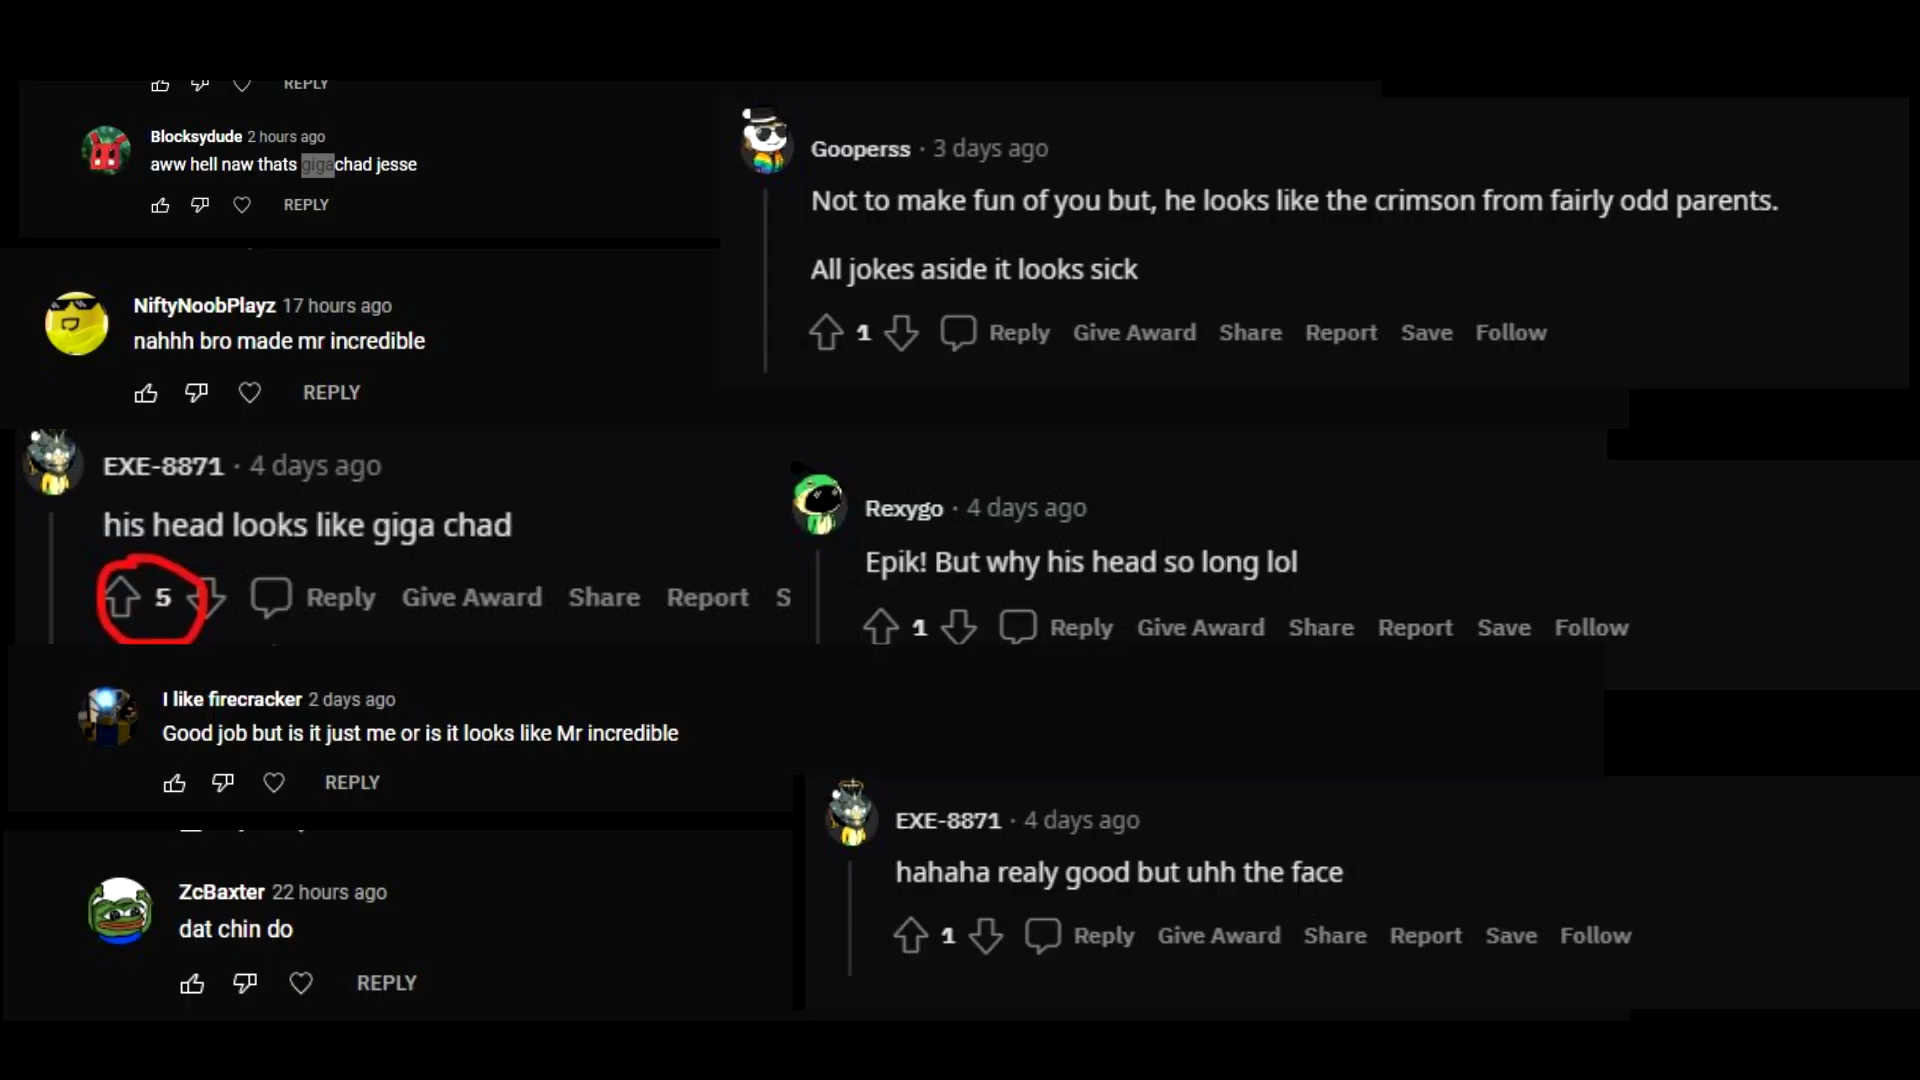 REPLY
Blocksydude 2 hours ago
aww hell naw thats gigachad jesse
REPLY
NiftyNoobPlayz 17 hours ago
nahhh bro made mr incredible
REPLY
Gooperss · 3 days ago
Not to make fun of you but, he looks like the crimson from fairly odd parents.
All jokes aside it looks sick
1 Reply Give Award Share Report Save Follow
EXE-8871 · 4 days ago
his head looks like giga chad
5 Reply Give Award Share Report S
Rexygo · 4 days ago
Epik! But why his head so long lol
1 Reply Give Award Share Report Save Follow
I like firecracker 2 days ago
Good job but is it just me or is it looks like Mr incredible
REPLY
ZcBaxter 22 hours ago
dat chin do
REPLY
EXE-8871 · 4 days ago
hahaha realy good but uhh the face
1 Reply Give Award Share Report Save Follow